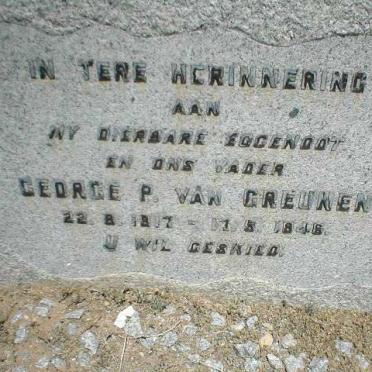 IN TERE HERINNERING
AAN
MY DIERBARE EGGENOOT
EN ONS VADER
GEORGE P. VAN GREUNEN
22. 8. 1917 - 17. 5. 1946.
U WIL GESKIED.